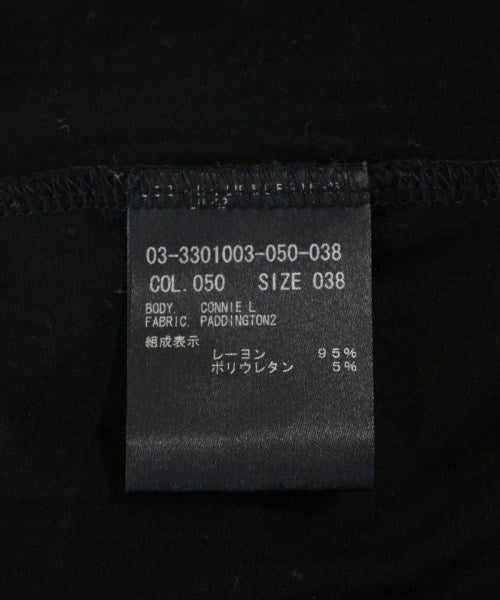 03-3301003-050-038
COL. 050 SIZE 038
BODY. CONNIE L
FABRIC. PADDINGTON2
組成表示
レーヨン 95%
ポリウレタン 5%